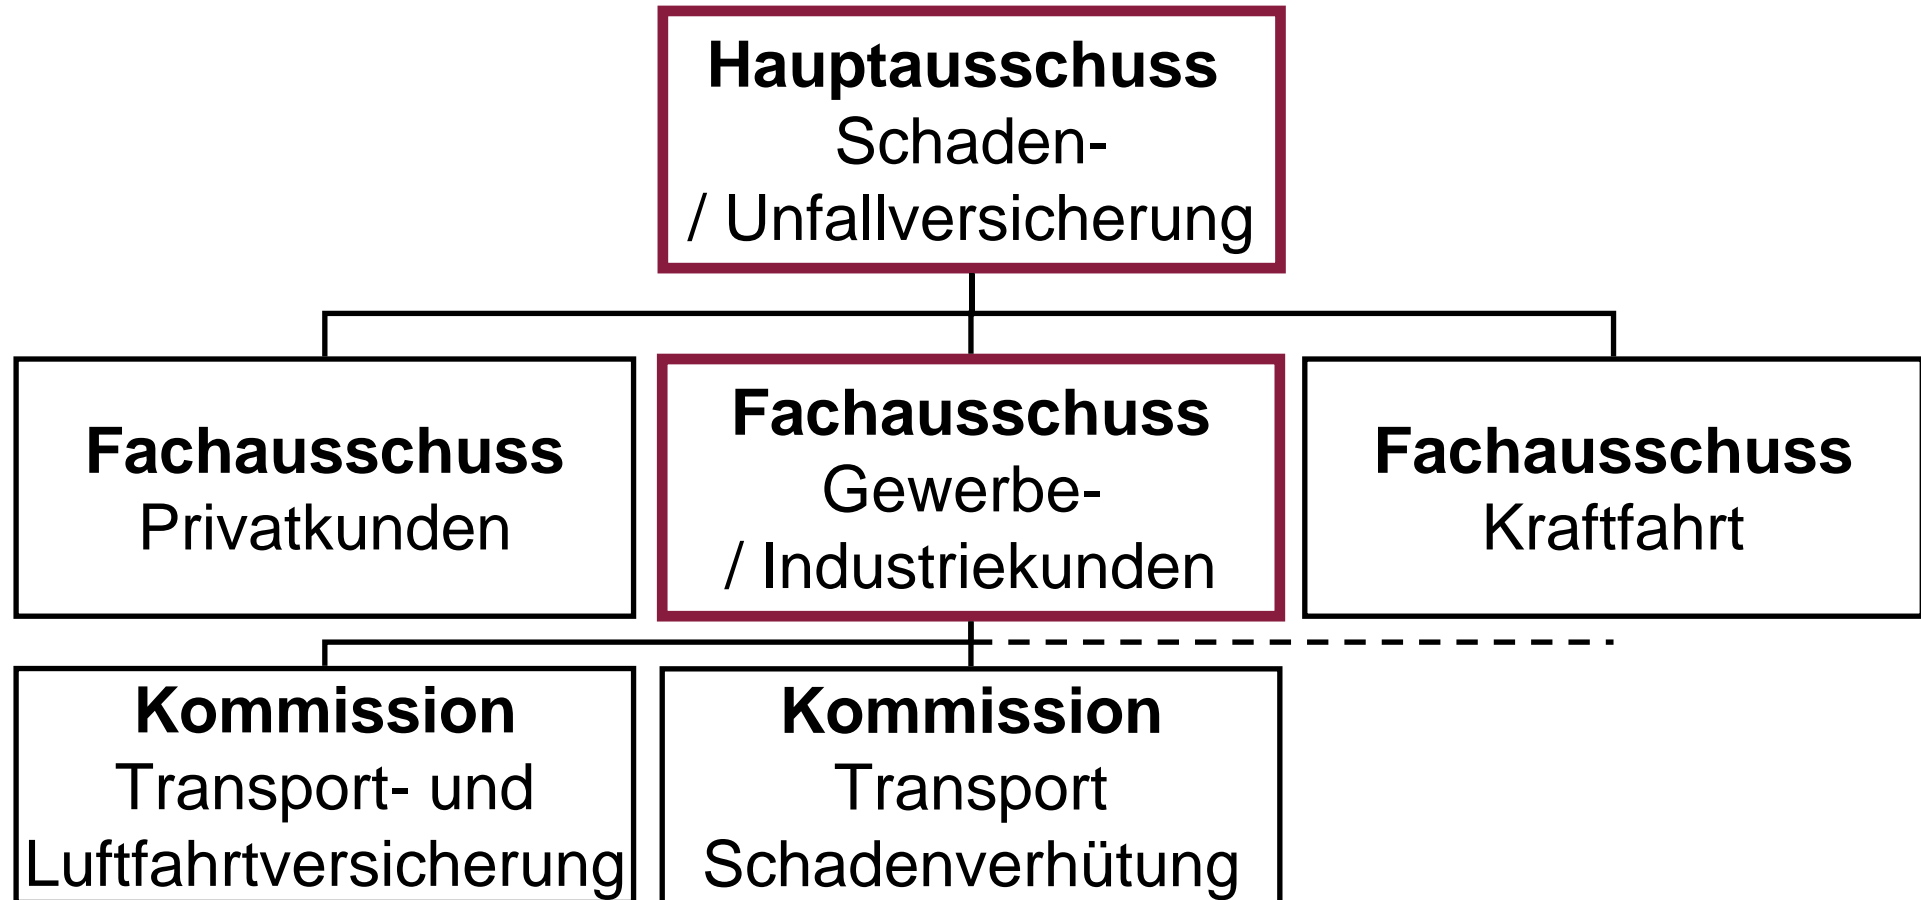 Hauptausschuss
Schaden-
/ Unfallversicherung
Fachausschuss
Privatkunden
Fachausschuss
Gewerbe-
/ Industriekunden
Fachausschuss
Kraftfahrt
Kommission
Transport- und
Luftfahrtversicherung
Kommission
Transport
Schadenverhütung